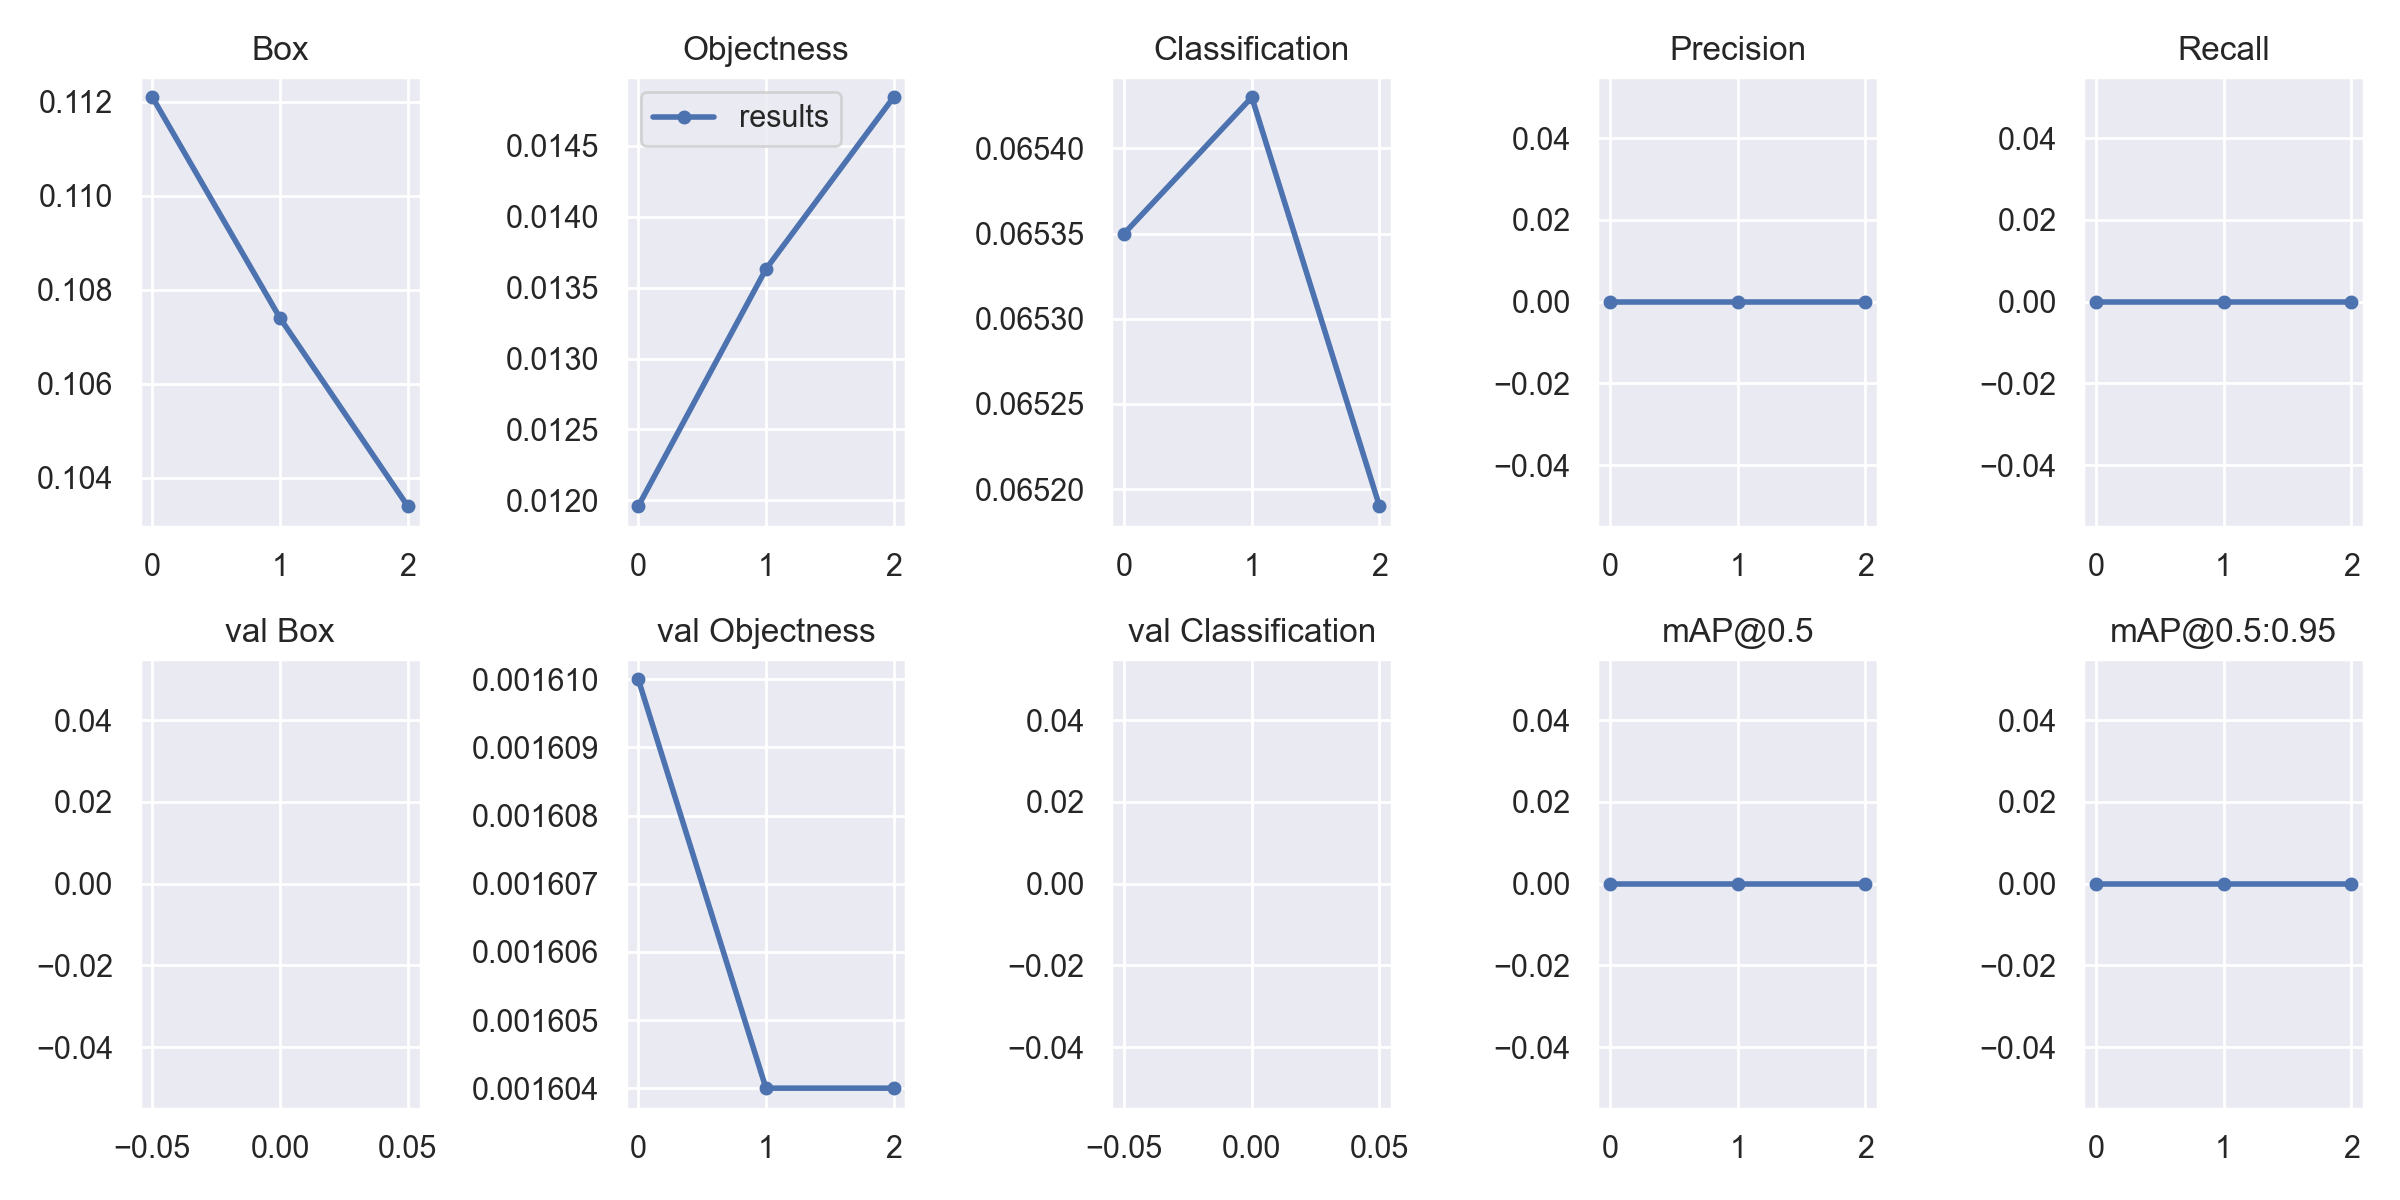 Box
0.112
0.110
0.108
0.106
0.104
0 1 2
Objectness
results
0.0145
0.0140
0.0135
0.0130
0.0125
0.0120
0 1 2
Classification
0.06540
0.06535
0.06530
0.06525
0.06520
0 1 2
Precision
0.04
0.02
0.00
−0.02
−0.04
0 1 2
Recall
0.04
0.02
0.00
−0.02
−0.04
0 1 2
val Box
0.04
0.02
0.00
−0.02
−0.04
−0.05 0.00 0.05
val Objectness
0.001610
0.001609
0.001608
0.001607
0.001606
0.001605
0.001604
0 1 2
val Classification
0.04
0.02
0.00
−0.02
−0.04
−0.05 0.00 0.05
mAP@0.5
0.04
0.02
0.00
−0.02
−0.04
0 1 2
mAP@0.5:0.95
0.04
0.02
0.00
−0.02
−0.04
0 1 2